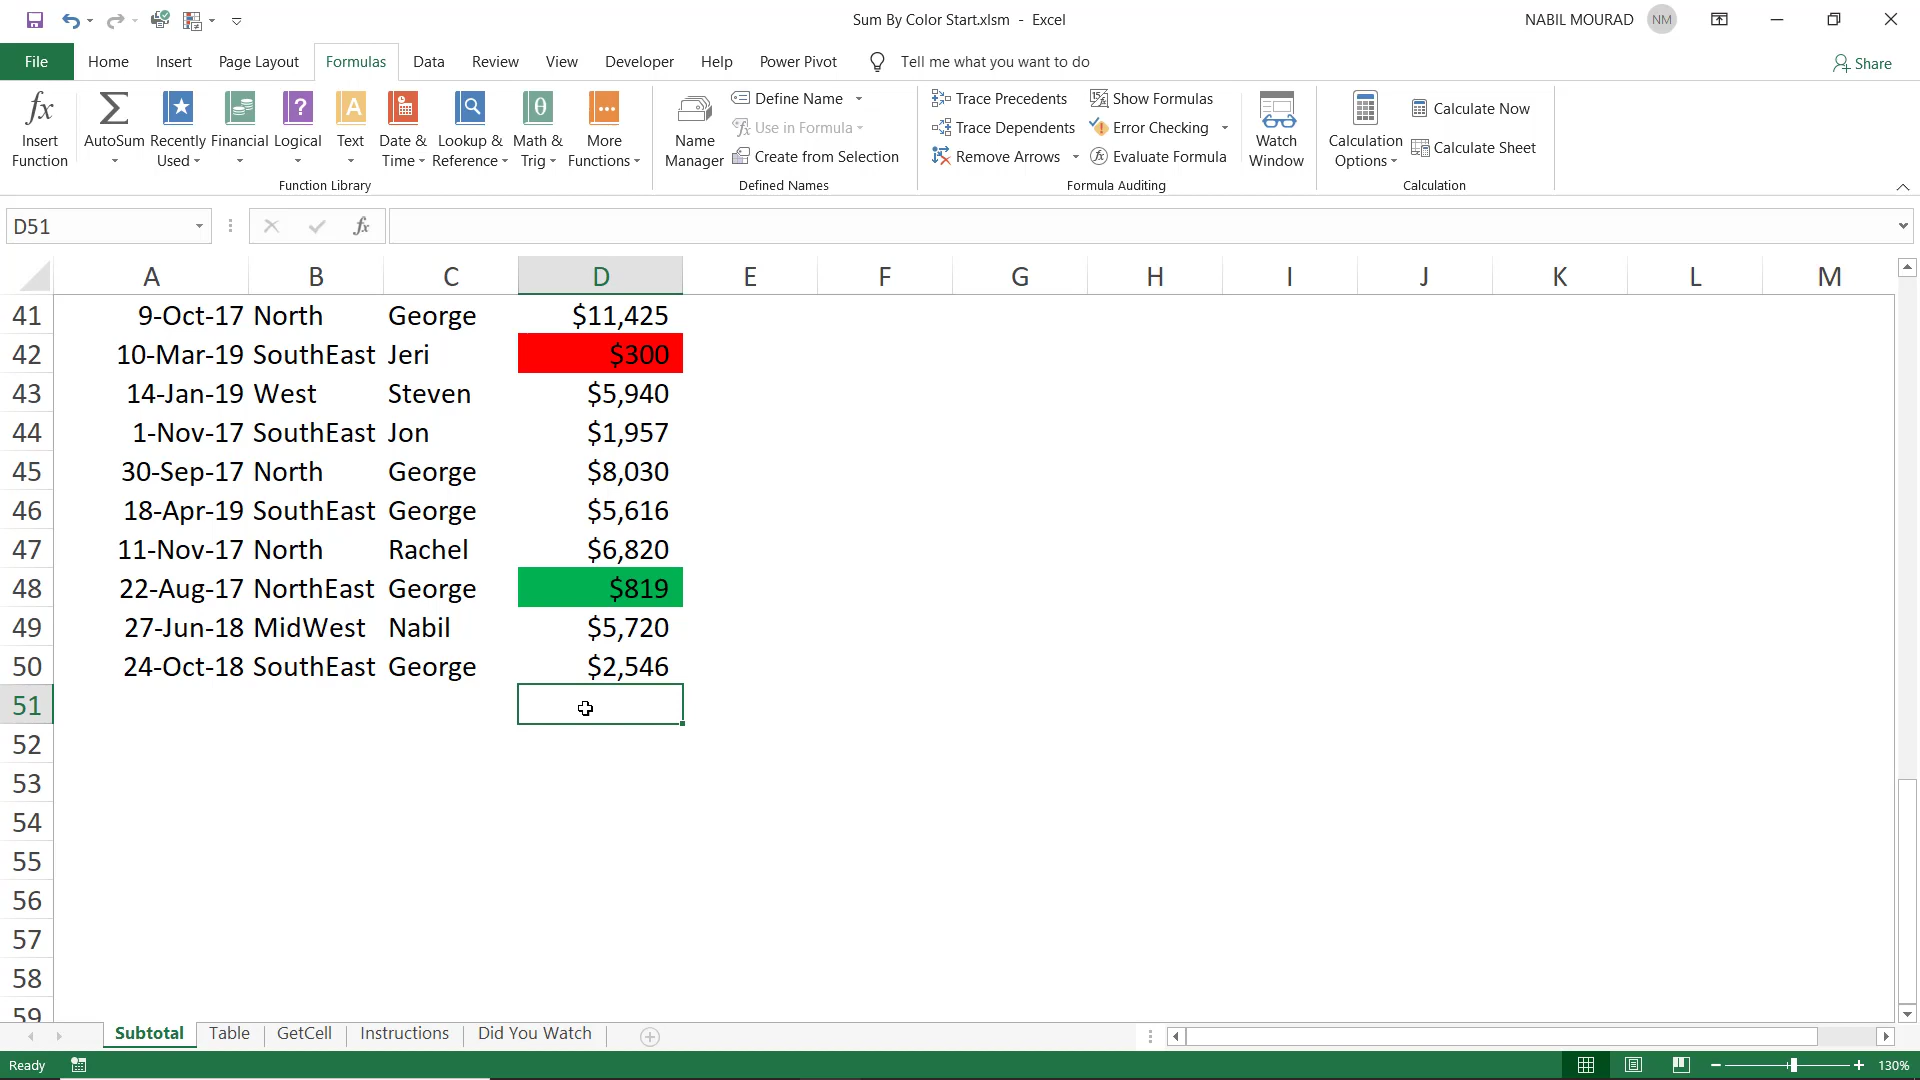 Sum By Color Start.xlsm - Excel
NABIL MOURAD NM
File Home Insert Page Layout Formulas Data Review View Developer Help Power Pivot Tell me what you want to do Share
Insert Function
AutoSum
Recently Used
Financial
Logical
Text
Date & Time
Lookup & Reference
Math & Trig
More Functions
Function Library
Name Manager
Define Name
Use in Formula
Create from Selection
Defined Names
Trace Precedents
Trace Dependents
Remove Arrows
Show Formulas
Error Checking
Evaluate Formula
Formula Auditing
Watch Window
Calculation Options
Calculate Now
Calculate Sheet
Calculation
D51 fx
A B C D E F G H I J K L M
41 9-Oct-17 North George $11,425
42 10-Mar-19 SouthEast Jeri $300
43 14-Jan-19 West Steven $5,940
44 1-Nov-17 SouthEast Jon $1,957
45 30-Sep-17 North George $8,030
46 18-Apr-19 SouthEast George $5,616
47 11-Nov-17 North Rachel $6,820
48 22-Aug-17 NorthEast George $819
49 27-Jun-18 MidWest Nabil $5,720
50 24-Oct-18 SouthEast George $2,546
51
52
53
54
55
56
57
58
59
Subtotal Table GetCell Instructions Did You Watch
Ready 130%